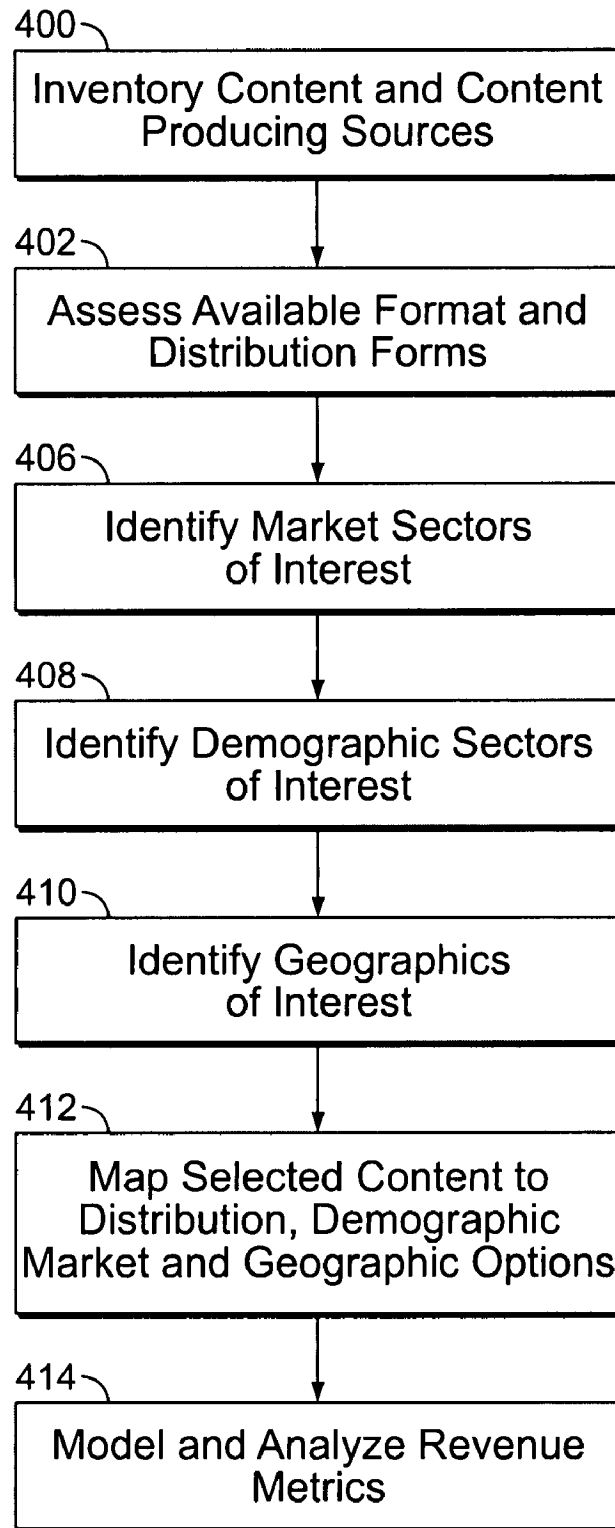 400
Inventory Content and Content
Producing Sources
402
Assess Available Format and
Distribution Forms
406
Identify Market Sectors
of Interest
408
Identify Demographic Sectors
of Interest
410
Identify Geographics
of Interest
412
Map Selected Content to
Distribution, Demographic
Market and Geographic Options
414
Model and Analyze Revenue
Metrics